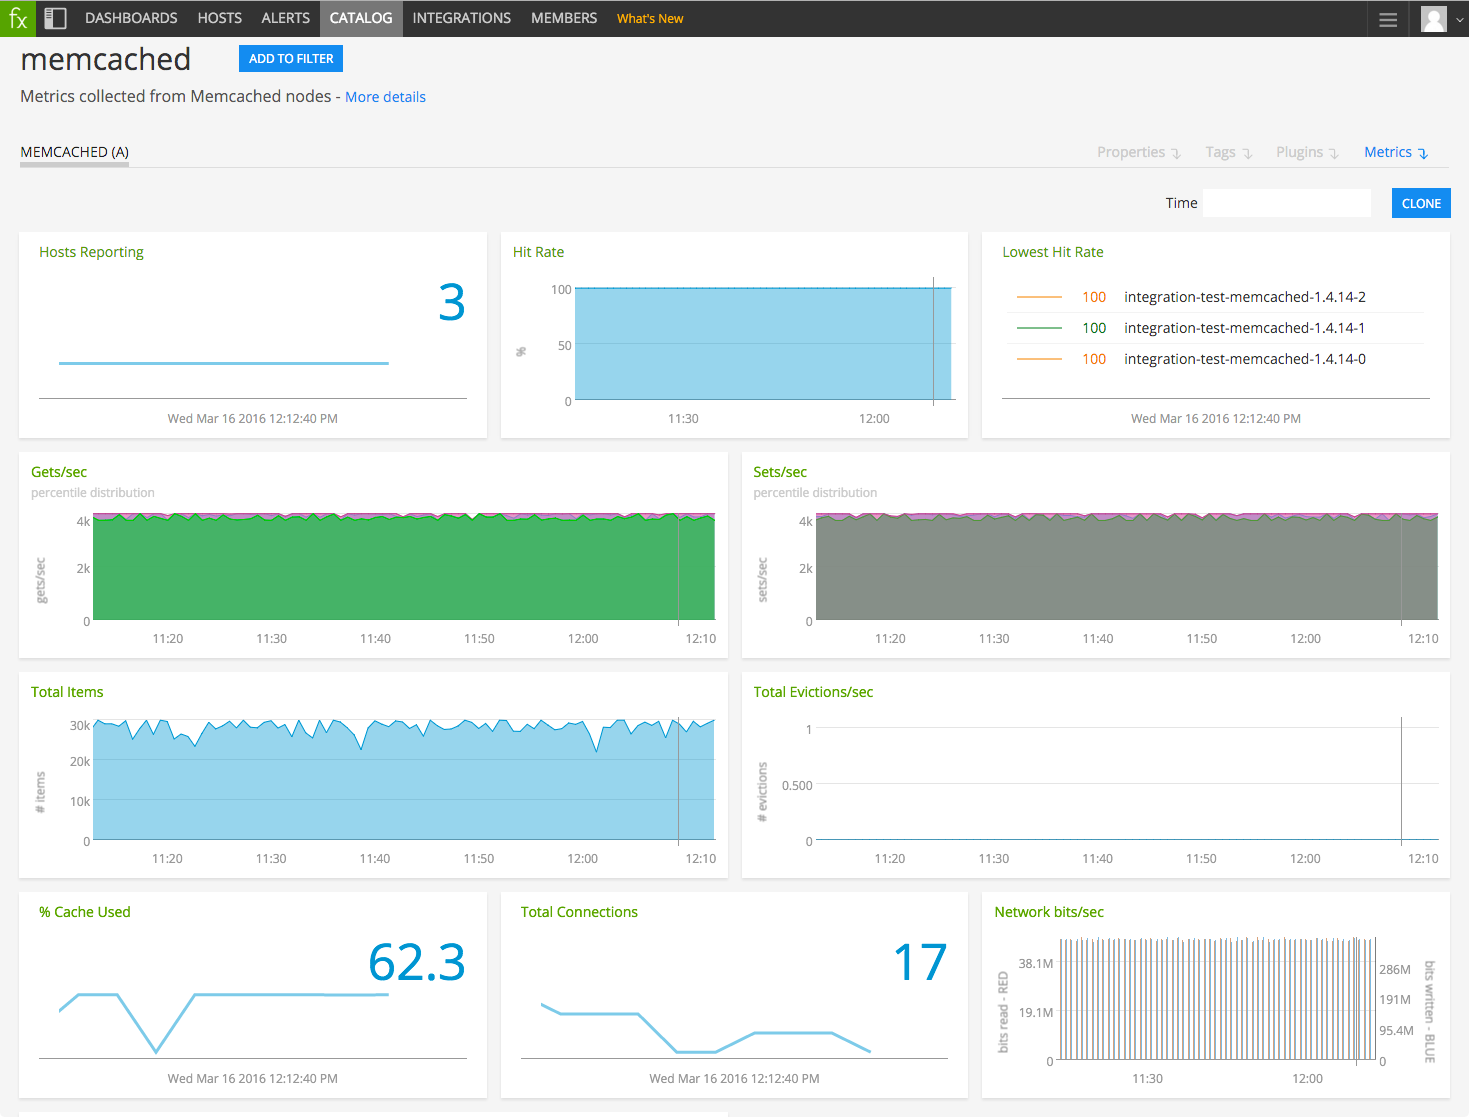 fx DASHBOARDS HOSTS ALERTS CATALOG INTEGRATIONS MEMBERS What's New
memcached ADD TO FILTER
Metrics collected from Memcached nodes - More details
MEMCACHED (A) Properties Tags Plugins Metrics
Time CLONE
Hosts Reporting
3
Wed Mar 16 2016 12:12:40 PM
Hit Rate
100
50
0
%
11:30 12:00
Lowest Hit Rate
100 integration-test-memcached-1.4.14-2
100 integration-test-memcached-1.4.14-1
100 integration-test-memcached-1.4.14-0
Wed Mar 16 2016 12:12:40 PM
Gets/sec
percentile distribution
4k
2k
0
gets/sec
11:20 11:30 11:40 11:50 12:00 12:10
Sets/sec
percentile distribution
4k
2k
0
sets/sec
11:20 11:30 11:40 11:50 12:00 12:10
Total Items
30k
20k
10k
0
# items
11:20 11:30 11:40 11:50 12:00 12:10
Total Evictions/sec
1
0.500
0
# evictions
11:20 11:30 11:40 11:50 12:00 12:10
% Cache Used
62.3
Wed Mar 16 2016 12:12:40 PM
Total Connections
17
Wed Mar 16 2016 12:12:40 PM
Network bits/sec
38.1M
19.1M
0
bits read - RED
286M
191M
95.4M
0
bits written - BLUE
11:30 12:00